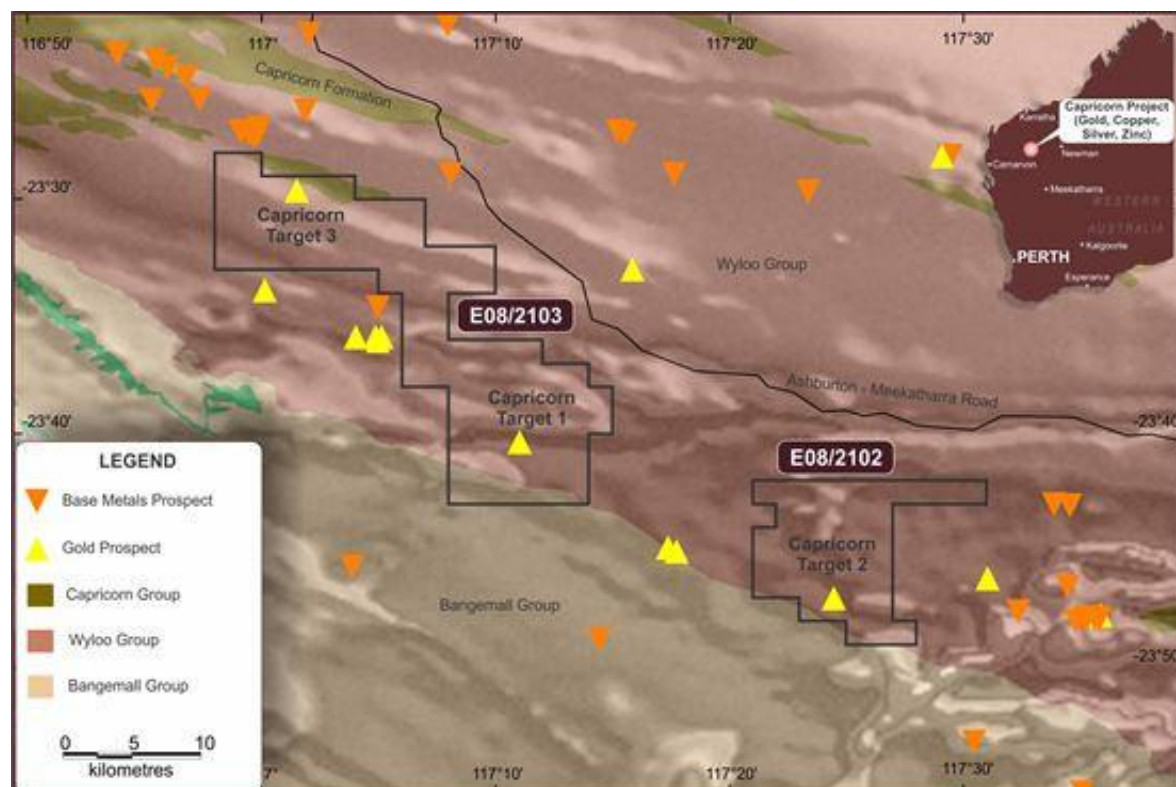 116°50'
117°
117°10'
117°20'
117°30'
Capricorn Formation
Capricorn Project
(Gold, Copper,
Silver, Zinc)
Karratha
Newman
Carnarvon
Meekatharra
WESTERN
AUSTRALIA
Kalgoorlie
PERTH
Esperance
-23°30'
Capricorn
Target 3
Wyloo Group
E08/2103
Ashburton - Meekatharra Road
Capricorn
Target 1
-23°40'
-23°40'
E08/2102
Capricorn
Target 2
Bangemall Group
-23°50'
LEGEND
Base Metals Prospect
Gold Prospect
Capricorn Group
Wyloo Group
Bangemall Group
0 5 10
kilometres
7°
117°10'
117°20'
117°30'